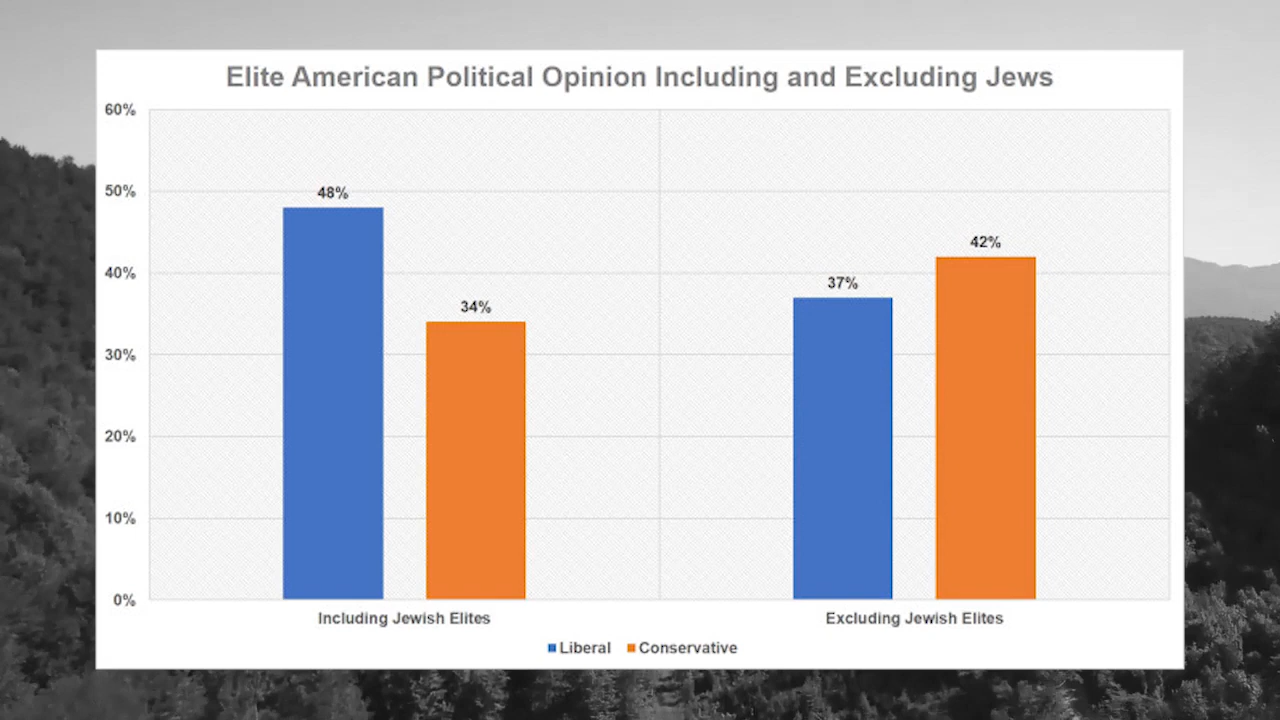 Elite American Political Opinion Including and Excluding Jews
60%
50%
40%
30%
20%
10%
0%
48%
34%
37%
42%
Including Jewish Elites
Excluding Jewish Elites
Liberal
Conservative